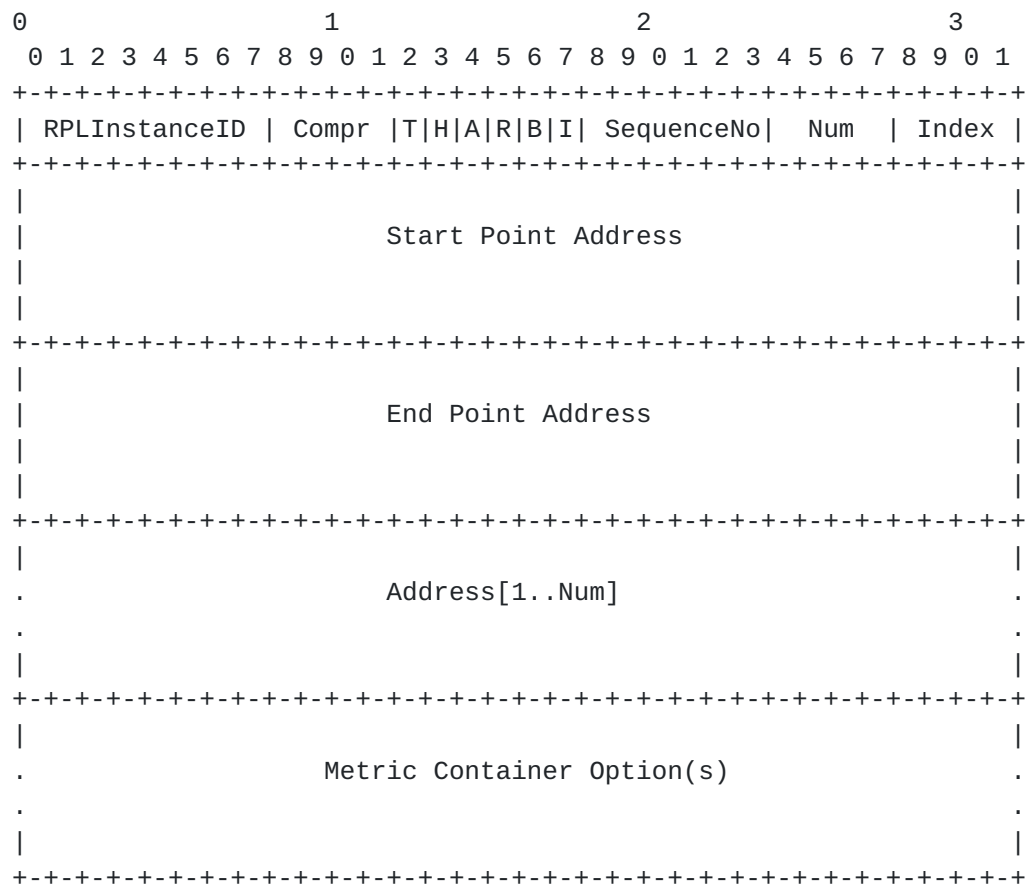 0                   1                   2                   3
 0 1 2 3 4 5 6 7 8 9 0 1 2 3 4 5 6 7 8 9 0 1 2 3 4 5 6 7 8 9 0 1
+-+-+-+-+-+-+-+-+-+-+-+-+-+-+-+-+-+-+-+-+-+-+-+-+-+-+-+-+-+-+-+-+
| RPLInstanceID | Compr |T|H|A|R|B|I| SequenceNo|  Num  | Index |
+-+-+-+-+-+-+-+-+-+-+-+-+-+-+-+-+-+-+-+-+-+-+-+-+-+-+-+-+-+-+-+-+
|                                                               |
|                       Start Point Address                     |
|                                                               |
|                                                               |
+-+-+-+-+-+-+-+-+-+-+-+-+-+-+-+-+-+-+-+-+-+-+-+-+-+-+-+-+-+-+-+-+
|                                                               |
|                       End Point Address                       |
|                                                               |
|                                                               |
+-+-+-+-+-+-+-+-+-+-+-+-+-+-+-+-+-+-+-+-+-+-+-+-+-+-+-+-+-+-+-+-+
|                                                               |
.                       Address[1..Num]                         .
.                                                               .
|                                                               |
+-+-+-+-+-+-+-+-+-+-+-+-+-+-+-+-+-+-+-+-+-+-+-+-+-+-+-+-+-+-+-+-+
|                                                               |
.                   Metric Container Option(s)                  .
.                                                               .
|                                                               |
+-+-+-+-+-+-+-+-+-+-+-+-+-+-+-+-+-+-+-+-+-+-+-+-+-+-+-+-+-+-+-+-+